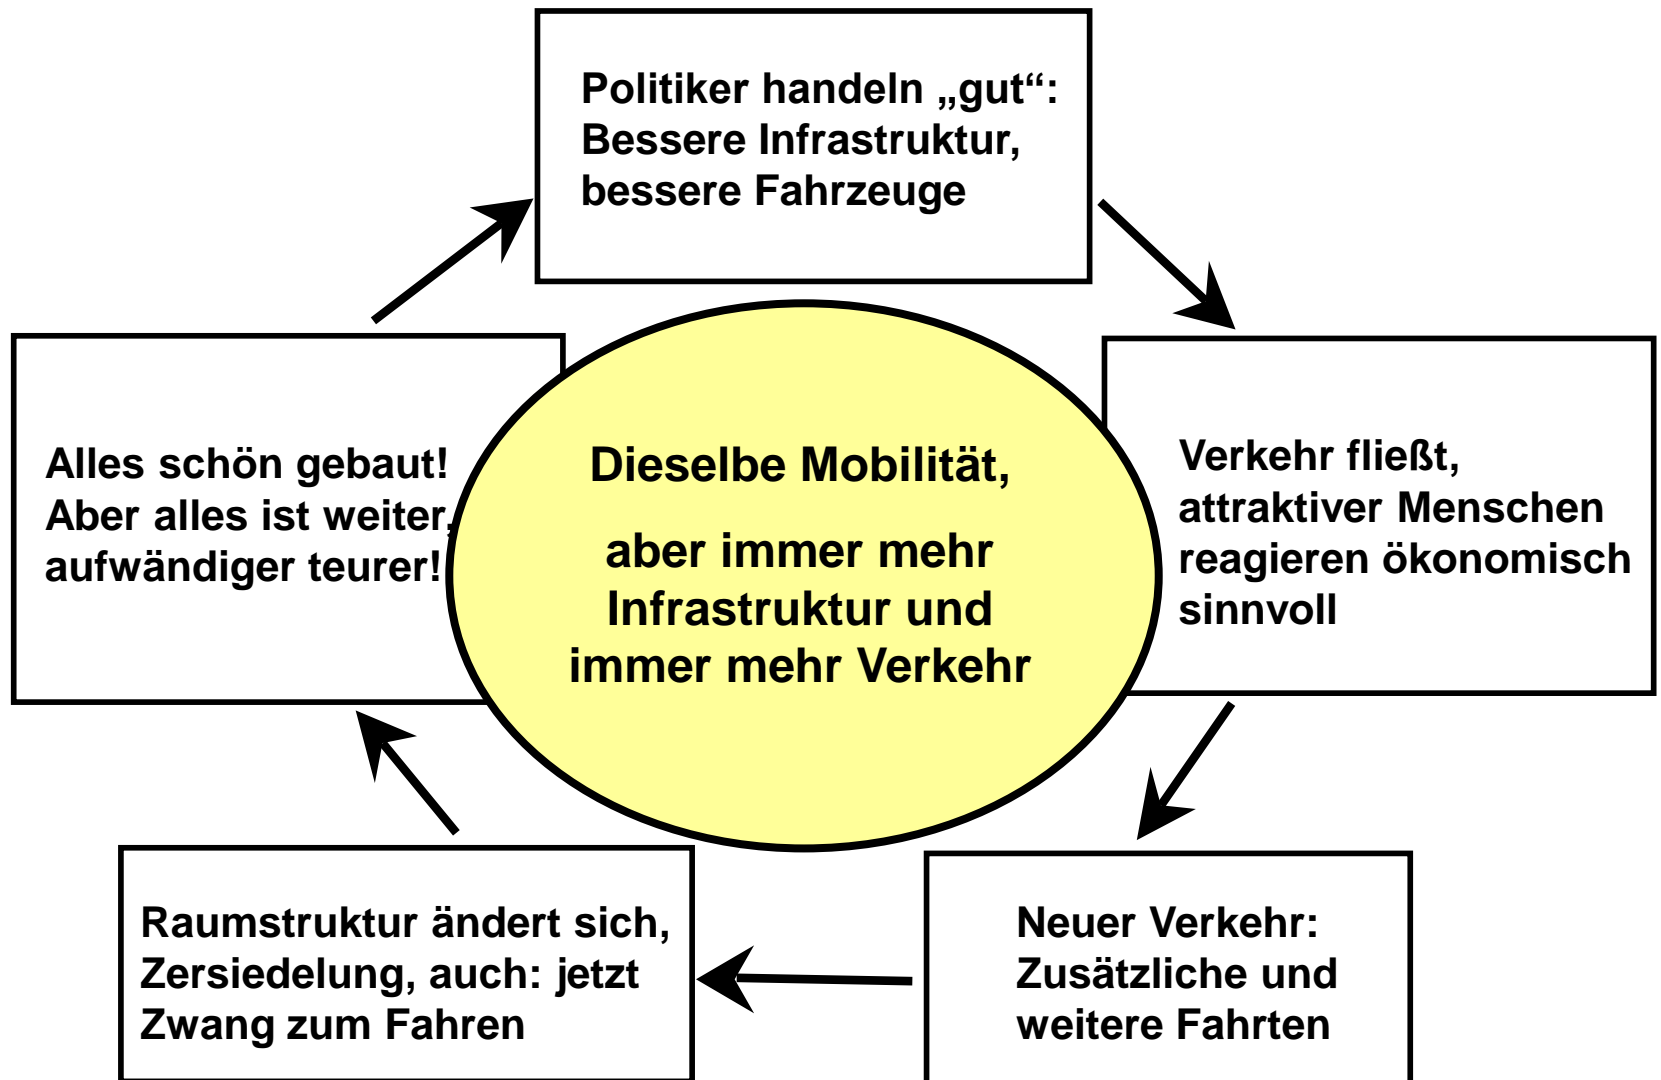 Politiker handeln „gut“:
Bessere Infrastruktur,
bessere Fahrzeuge
Verkehr fließt,
attraktiver Menschen
reagieren ökonomisch
sinnvoll
Neuer Verkehr:
Zusätzliche und
weitere Fahrten
Raumstruktur ändert sich,
Zersiedelung, auch: jetzt
Zwang zum Fahren
Alles schön gebaut!
Aber alles ist weiter,
aufwändiger teurer!
Dieselbe Mobilität,
aber immer mehr
Infrastruktur und
immer mehr Verkehr